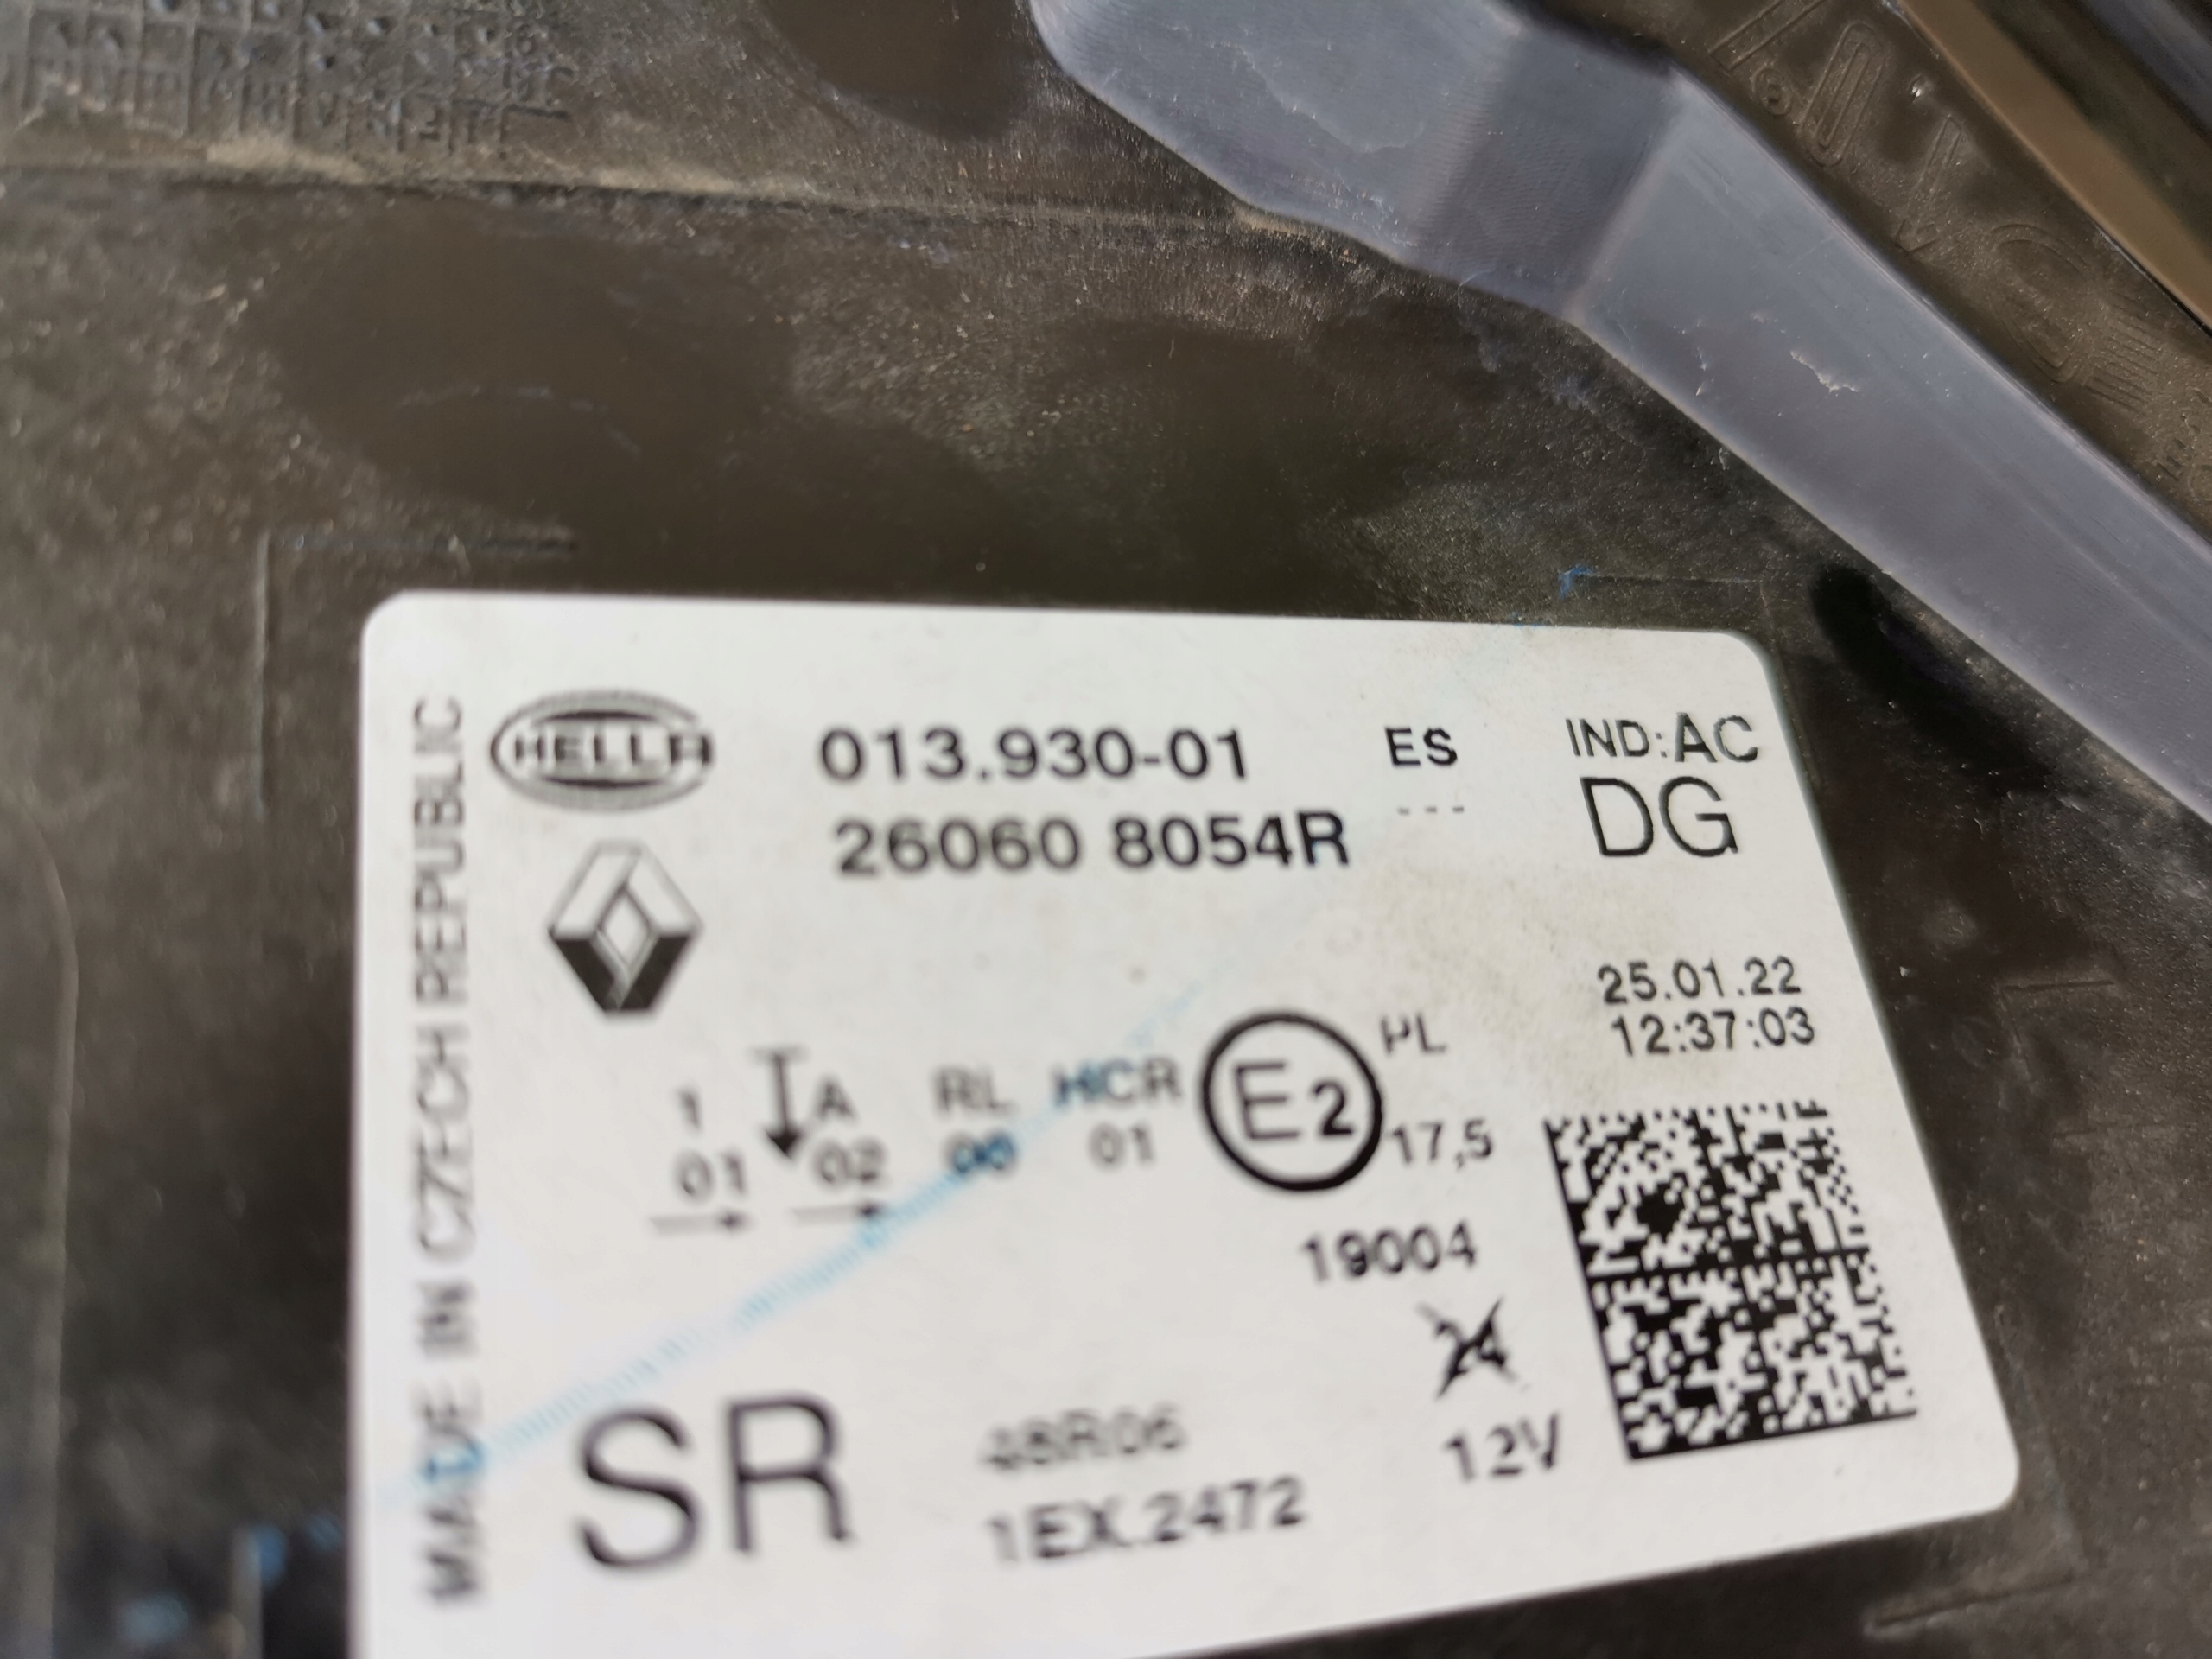 HELLA 013.930-01 ES IND:AC
26060 8054R --- DG
25.01.22
12:37:03
1 A RL HCR E2 PL
01 02 00 01 17,5
19004
SR 48R06 12V
1EX.2472
MADE IN CZECH REPUBLIC